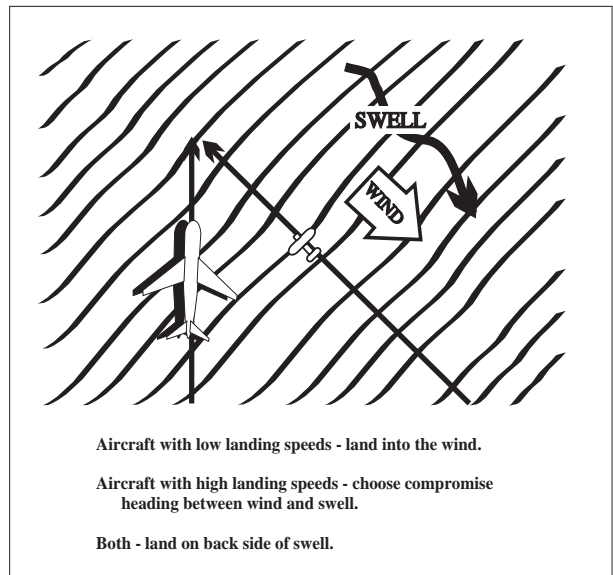 SWELL
WIND
Aircraft with low landing speeds - land into the wind.
Aircraft with high landing speeds - choose compromise
heading between wind and swell.
Both - land on back side of swell.